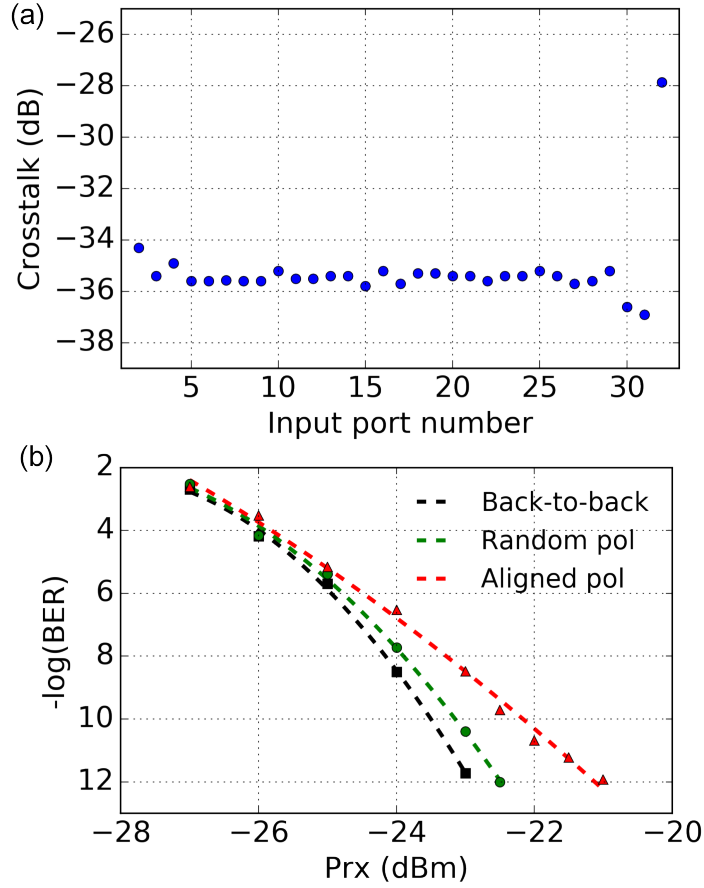 (a)
−26
−28
−30
−32
−34
−36
−38
Crosstalk (dB)
5 10 15 20 25 30
Input port number
(b)
2
4
6
8
10
12
-log(BER)
Back-to-back
Random pol
Aligned pol
−28 −26 −24 −22 −20
Prx (dBm)